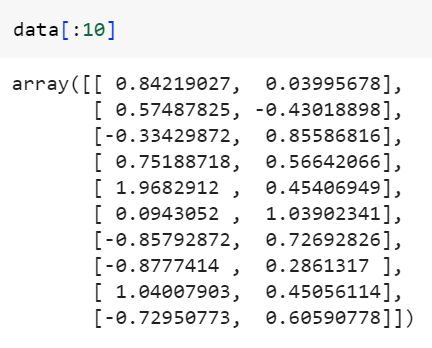 data[:10]
array([[ 0.84219027,  0.03995678],
       [ 0.57487825, -0.43018898],
       [-0.33429872,  0.85586816],
       [ 0.75188718,  0.56642066],
       [ 1.9682912 ,  0.45406949],
       [ 0.0943052 ,  1.03902341],
       [-0.85792872,  0.72692826],
       [-0.8777414 ,  0.2861317 ],
       [ 1.04007903,  0.45056114],
       [-0.72950773,  0.60590778]])